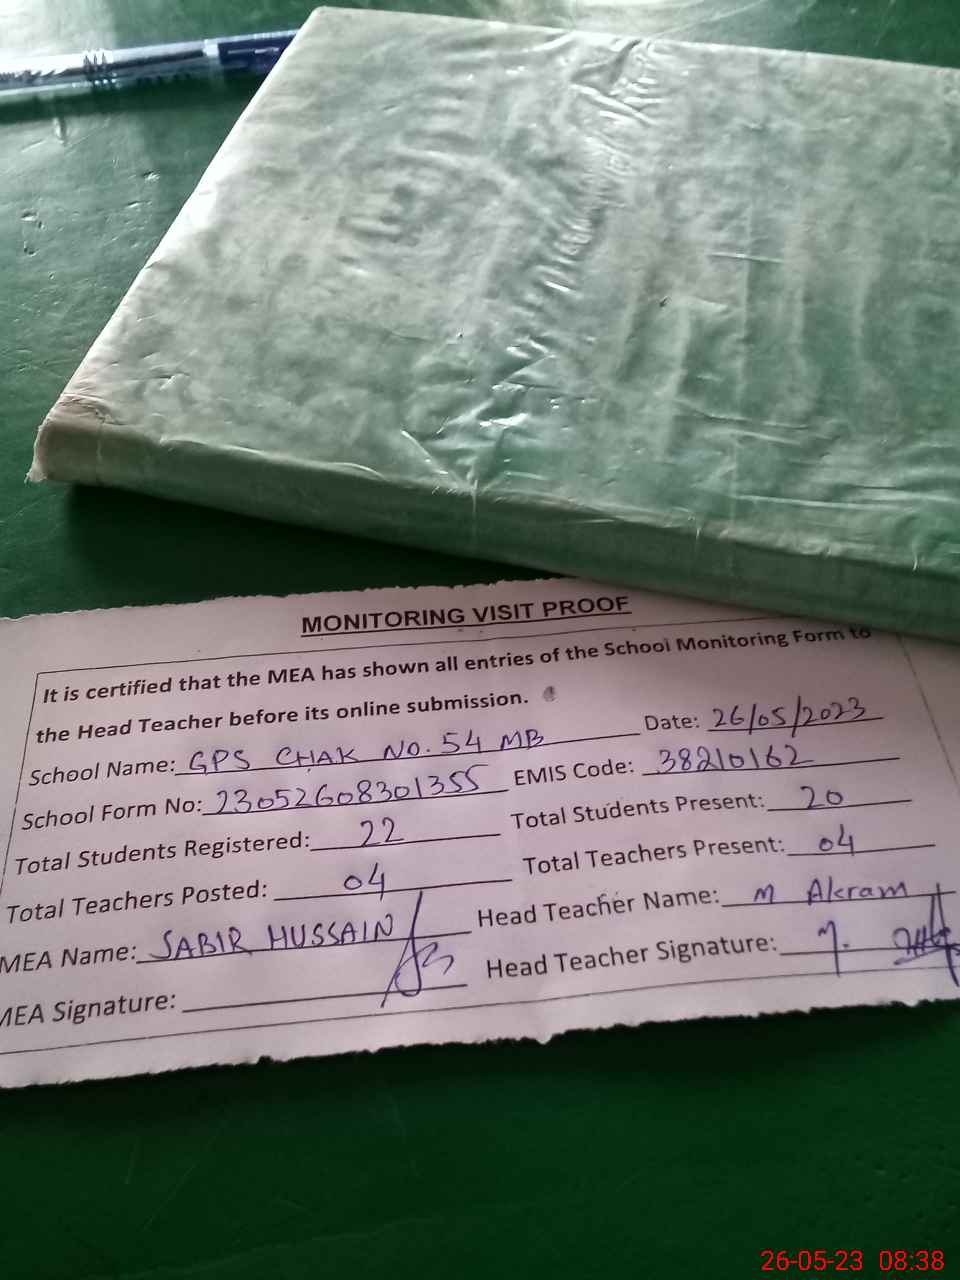 MONITORING VISIT PROOF
It is certified that the MEA has shown all entries of the School Monitoring Form to
the Head Teacher before its online submission.
School Name: GPS CHAK NO. 54 MB Date: 26/05/2023
School Form No: 23052608301355 EMIS Code: 38210162
Total Students Registered: 22 Total Students Present: 20
Total Teachers Posted: 04 Total Teachers Present: 04
MEA Name: SABIR HUSSAIN Head Teacher Name: M Akram
MEA Signature: Head Teacher Signature: M.
26-05-23 08:38